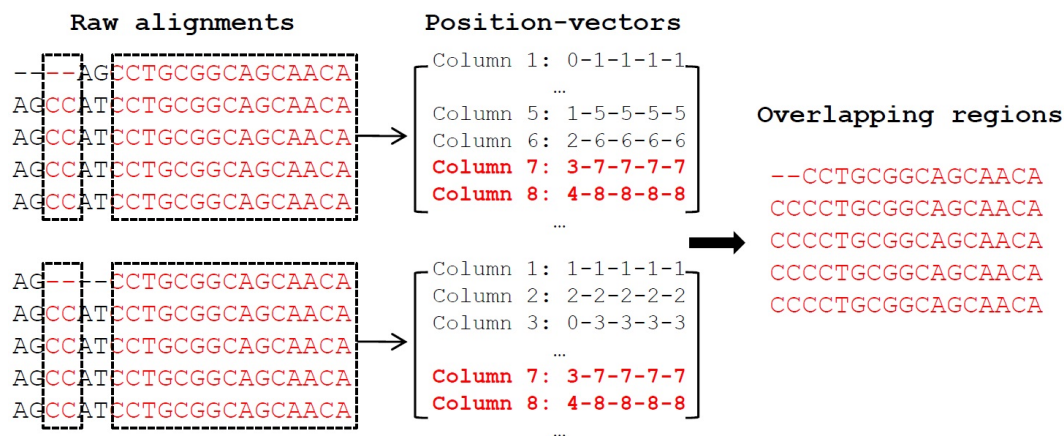 Raw alignments
----AGCCTGCGGCAGCAACA
AGCCATCCTGCGGCAGCAACA
AGCCATCCTGCGGCAGCAACA
AGCCATCCTGCGGCAGCAACA
AGCCATCCTGCGGCAGCAACA
AG----CCTGCGGCAGCAACA
AGCCATCCTGCGGCAGCAACA
AGCCATCCTGCGGCAGCAACA
AGCCATCCTGCGGCAGCAACA
AGCCATCCTGCGGCAGCAACA
Position-vectors
Column 1: 0-1-1-1-1
…
Column 5: 1-5-5-5-5
Column 6: 2-6-6-6-6
Column 7: 3-7-7-7-7
Column 8: 4-8-8-8-8
…
Column 1: 1-1-1-1-1
Column 2: 2-2-2-2-2
Column 3: 0-3-3-3-3
…
Column 7: 3-7-7-7-7
Column 8: 4-8-8-8-8
…
Overlapping regions
--CCTGCGGCAGCAACA
CCCCTGCGGCAGCAACA
CCCCTGCGGCAGCAACA
CCCCTGCGGCAGCAACA
CCCCTGCGGCAGCAACA